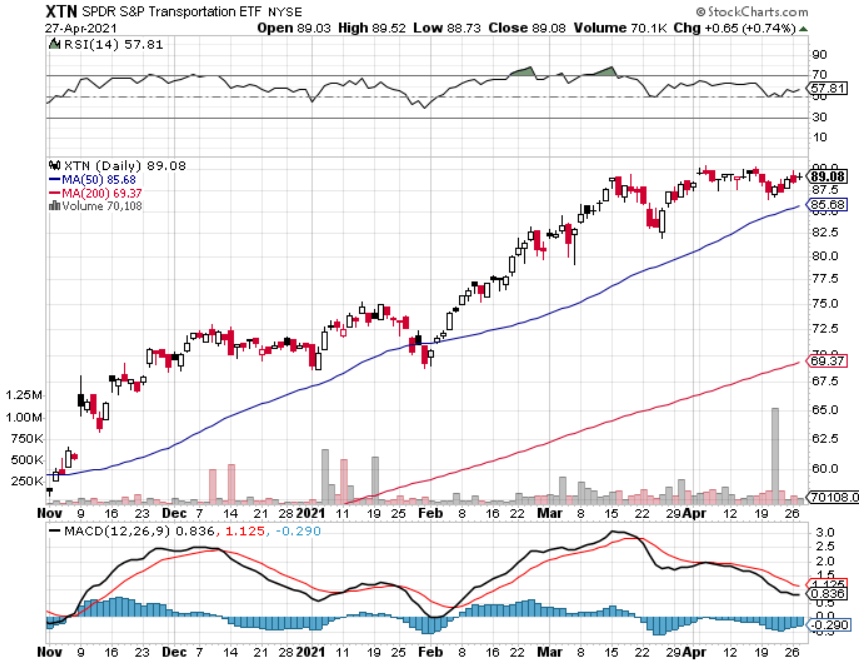 XTN SPDR S&P Transportation ETF NYSE © StockCharts.com
27-Apr-2021 Open 89.03 High 89.52 Low 88.73 Close 89.08 Volume 70.1K Chg +0.65 (+0.74%)
RSI(14) 57.81
90
70
57.81
30
10
XTN (Daily) 89.08
MA(50) 85.68
MA(200) 69.37
Volume 70,108
89.08
87.5
85.68
82.5
80.0
77.5
75.0
72.5
69.37
67.5
65.0
62.5
60.0
70108.0
1.25M
1.00M
750K
500K
250K
Nov 9 16 23 Dec 7 14 21 28 2021 11 19 25 Feb 8 16 22 Mar 8 15 22 29 Apr 12 19 26
MACD(12,26,9) 0.836, 1.125, -0.290
3.0
2.5
2.0
1.5
1.125
0.836
0.5
0.0
-0.290
Nov 9 16 23 Dec 7 14 21 28 2021 11 19 25 Feb 8 16 22 Mar 8 15 22 29 Apr 12 19 26